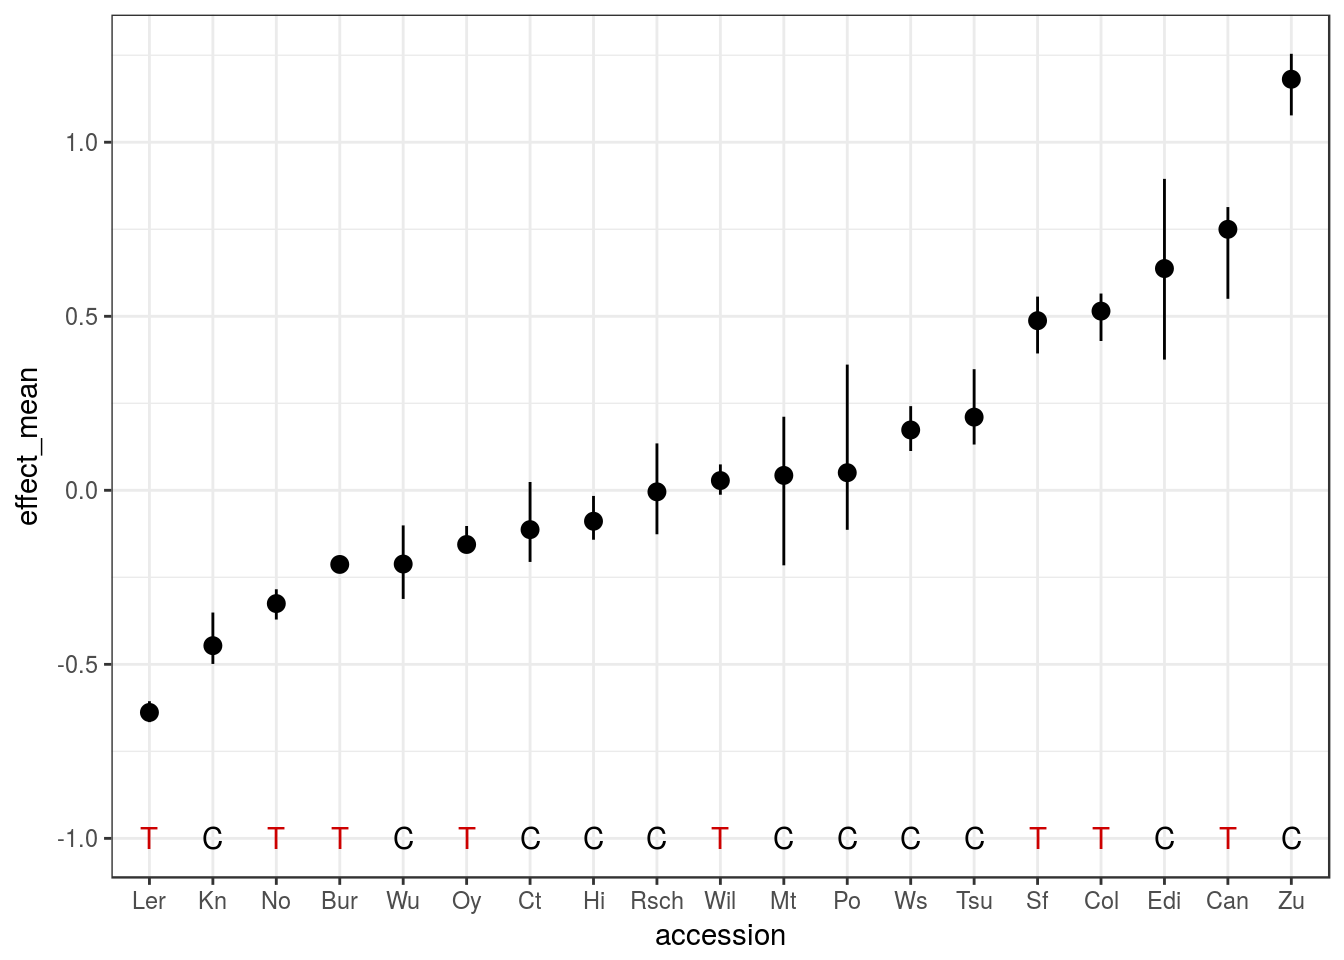 effect_mean
1.0
0.5
0.0
-0.5
-1.0
T C T T C T C C C T C C C C T T C T C
Ler Kn No Bur Wu Oy Ct Hi Rsch Wil Mt Po Ws Tsu Sf Col Edi Can Zu
accession